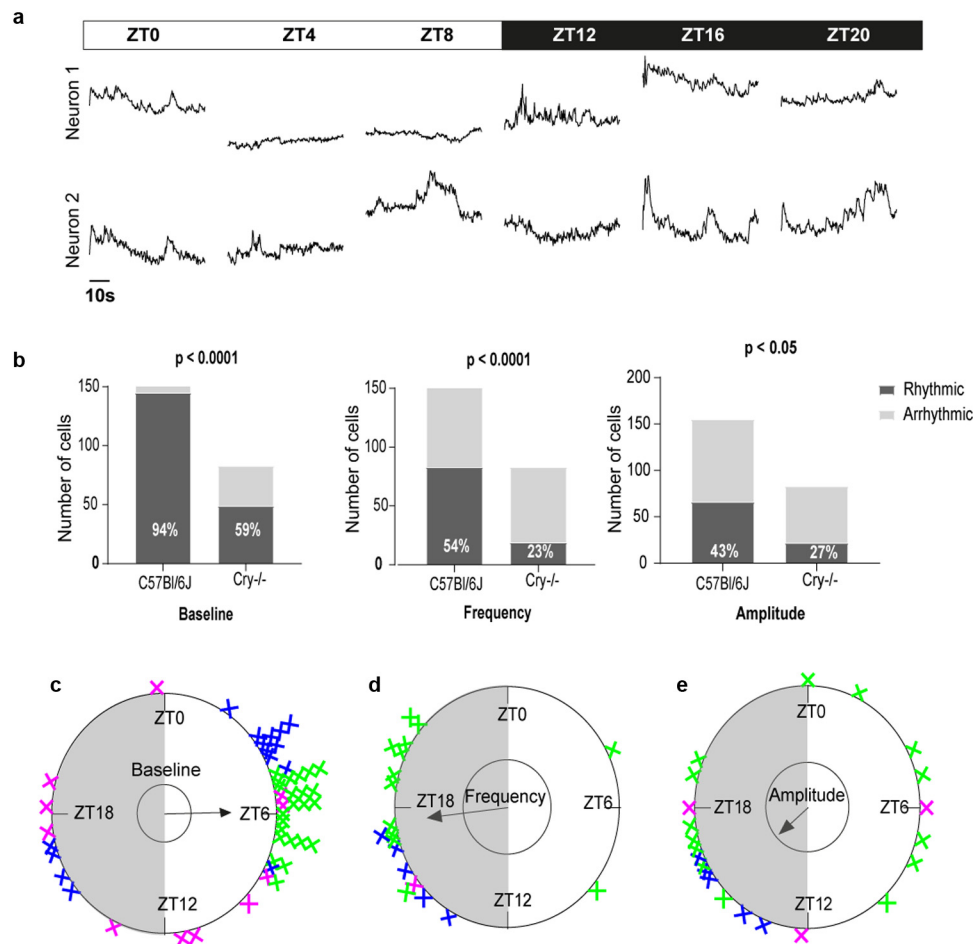 a
ZT0 ZT4 ZT8 ZT12 ZT16 ZT20
Neuron 1
Neuron 2
10s
b
p < 0.0001
150
100
50
0
Number of cells
94%
59%
C57Bl/6J Cry-/-
Baseline
p < 0.0001
150
100
50
0
Number of cells
54%
23%
C57Bl/6J Cry-/-
Frequency
p < 0.05
200
150
100
50
0
Number of cells
43%
27%
C57Bl/6J Cry-/-
Amplitude
Rhythmic
Arrhythmic
c
ZT0
Baseline
ZT18 ZT6
ZT12
d
ZT0
ZT18 Frequency ZT6
ZT12
e
ZT0
Amplitude
ZT18 ZT6
ZT12